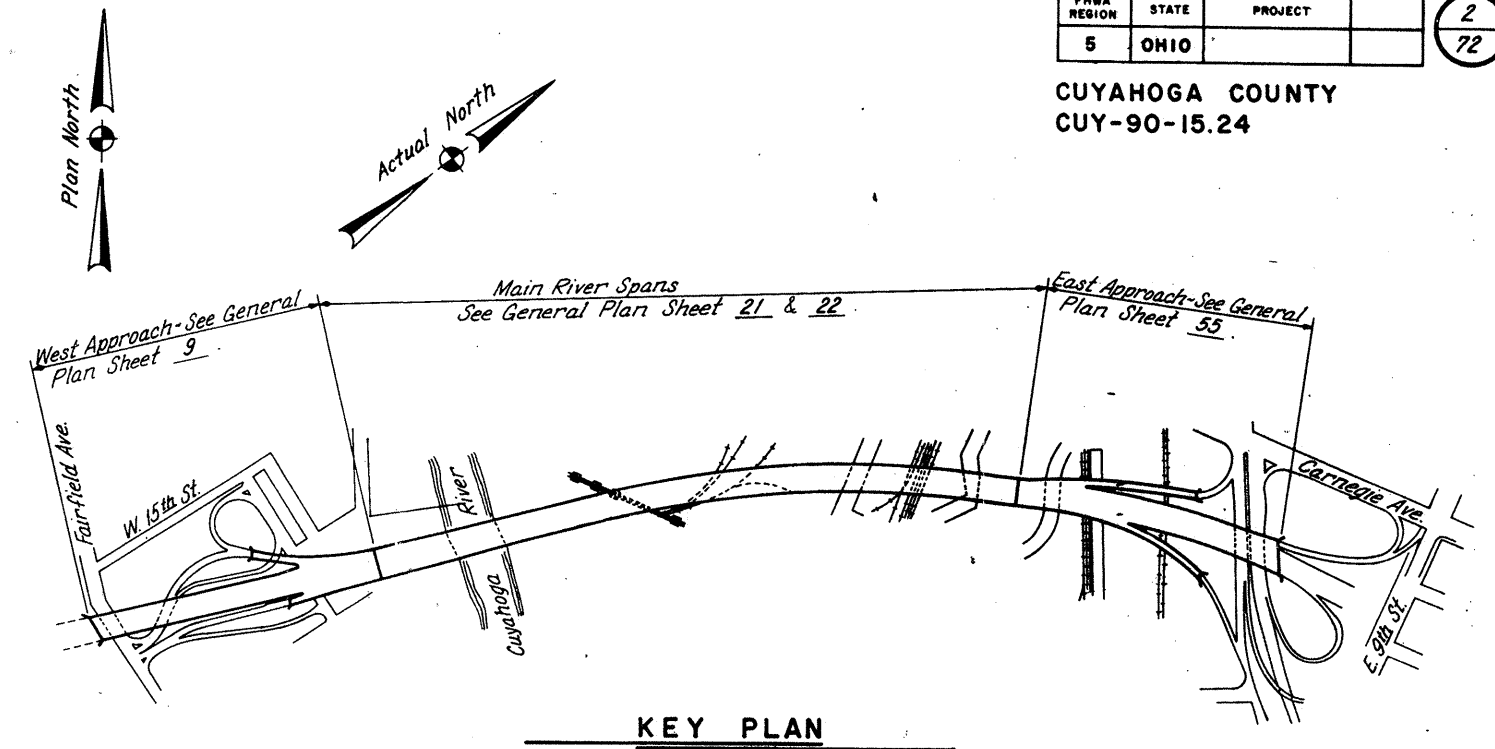 FHWA REGION STATE PROJECT
5 OHIO
2
72
CUYAHOGA COUNTY
CUY-90-15.24
Plan North
Actual North
West Approach-See General
Plan Sheet 9
Main River Spans
See General Plan Sheet 21 & 22
East Approach-See General
Plan Sheet 55
Fairfield Ave.
W. 15th St.
River
Cuyahoga
Carnegie Ave.
E. 9th St.
KEY PLAN